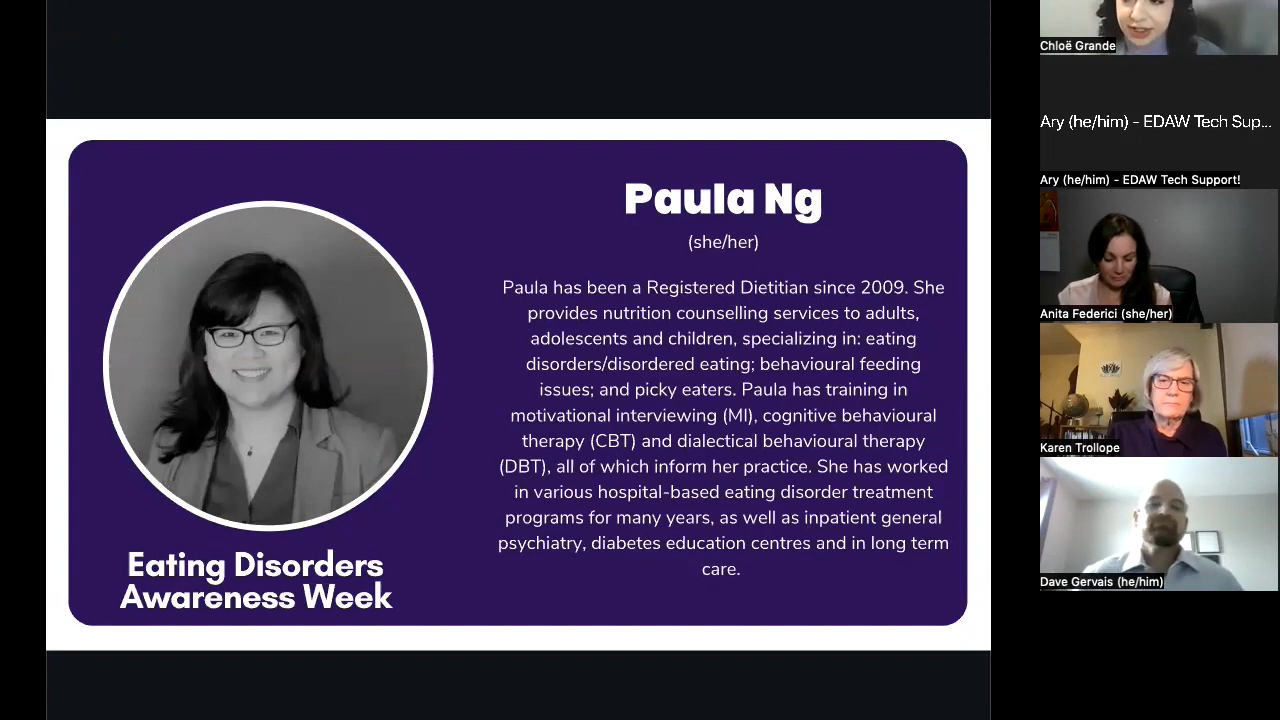 Paula Ng
(she/her)
Paula has been a Registered Dietitian since 2009. She
provides nutrition counselling services to adults,
adolescents and children, specializing in: eating
disorders/disordered eating; behavioural feeding
issues; and picky eaters. Paula has training in
motivational interviewing (MI), cognitive behavioural
therapy (CBT) and dialectical behavioural therapy
(DBT), all of which inform her practice. She has worked
in various hospital-based eating disorder treatment
programs for many years, as well as inpatient general
psychiatry, diabetes education centres and in long term
care.
Eating Disorders
Awareness Week
Chloë Grande
Ary (he/him) - EDAW Tech Sup...
Ary (he/him) - EDAW Tech Support!
Anita Federici (she/her)
Karen Trollope
Dave Gervais (he/him)